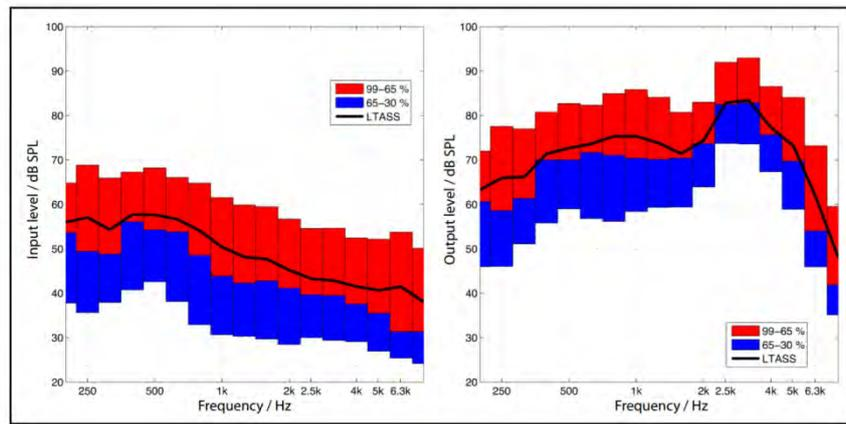 100
90
80
70
60
50
40
30
20
Input level / dB SPL
99-65 %
65-30 %
LTASS
250 500 1k 2k 2.5k 4k 5k 6.3k
Frequency / Hz
100
90
80
70
60
50
40
30
20
Output level / dB SPL
99-65 %
65-30 %
LTASS
250 500 1k 2k 2.5k 4k 5k 6.3k
Frequency / Hz